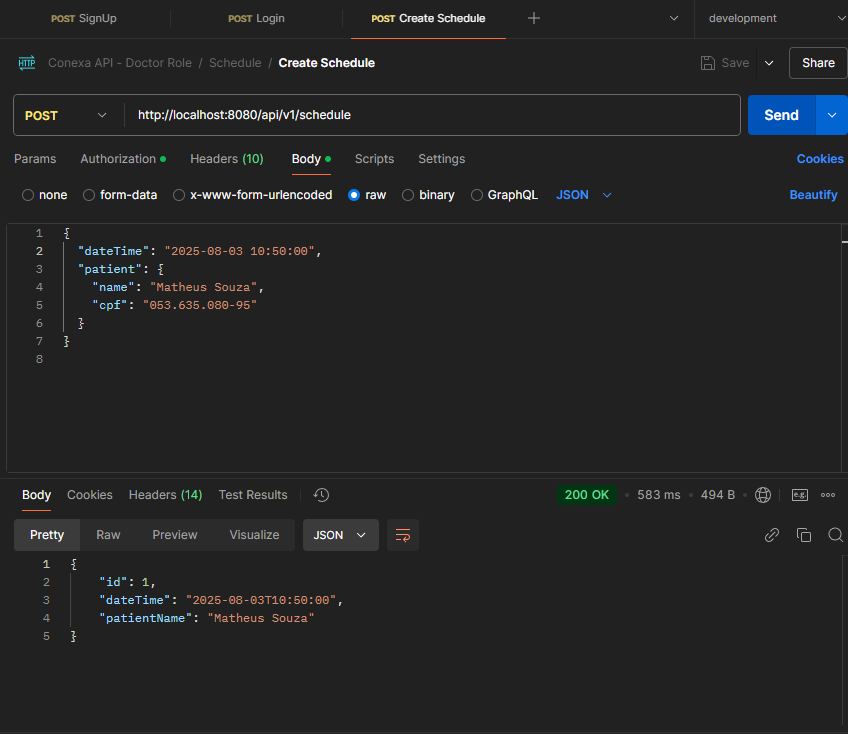 POST SignUp POST Login POST Create Schedule development
HTTP Conexa API - Doctor Role / Schedule / Create Schedule Save Share
POST http://localhost:8080/api/v1/schedule Send
Params Authorization Headers (10) Body Scripts Settings Cookies
none form-data x-www-form-urlencoded raw binary GraphQL JSON Beautify
1 {
2 "dateTime": "2025-08-03 10:50:00",
3 "patient": {
4 "name": "Matheus Souza",
5 "cpf": "053.635.080-95"
6 }
7 }
8
Body Cookies Headers (14) Test Results 200 OK 583 ms 494 B e.g.
Pretty Raw Preview Visualize JSON
1 {
2 "id": 1,
3 "dateTime": "2025-08-03T10:50:00",
4 "patientName": "Matheus Souza"
5 }